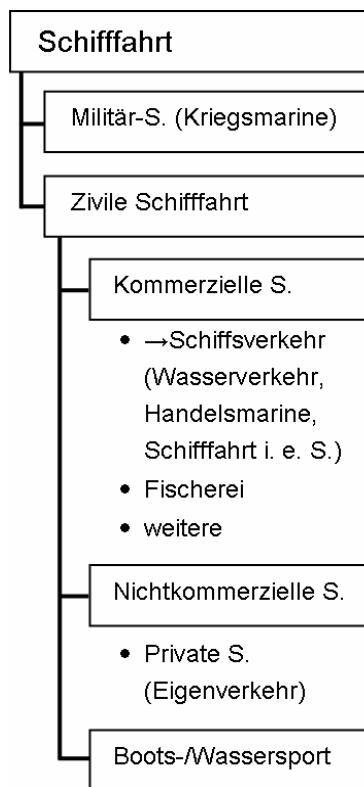 Schifffahrt
Militär-S. (Kriegsmarine)
Zivile Schifffahrt
Kommerzielle S.
• →Schiffsverkehr
(Wasserverkehr,
Handelsmarine,
Schifffahrt i. e. S.)
• Fischerei
• weitere
Nichtkommerzielle S.
• Private S.
(Eigenverkehr)
Boots-/Wassersport